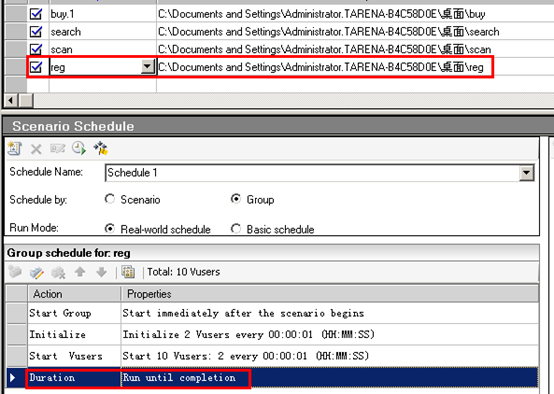 buy.1 C:\Documents and Settings\Administrator.TARENA-B4C58D0E\桌面\buy
search C:\Documents and Settings\Administrator.TARENA-B4C58D0E\桌面\search
scan C:\Documents and Settings\Administrator.TARENA-B4C58D0E\桌面\scan
reg C:\Documents and Settings\Administrator.TARENA-B4C58D0E\桌面\reg
Scenario Schedule
Schedule Name: Schedule 1
Schedule by: Scenario Group
Run Mode: Real-world schedule Basic schedule
Group schedule for: reg
Total: 10 Vusers
Action Properties
Start Group Start immediately after the scenario begins
Initialize Initialize 2 Vusers every 00:00:01 (HH:MM:SS)
Start Vusers Start 10 Vusers: 2 every 00:00:01 (HH:MM:SS)
Duration Run until completion